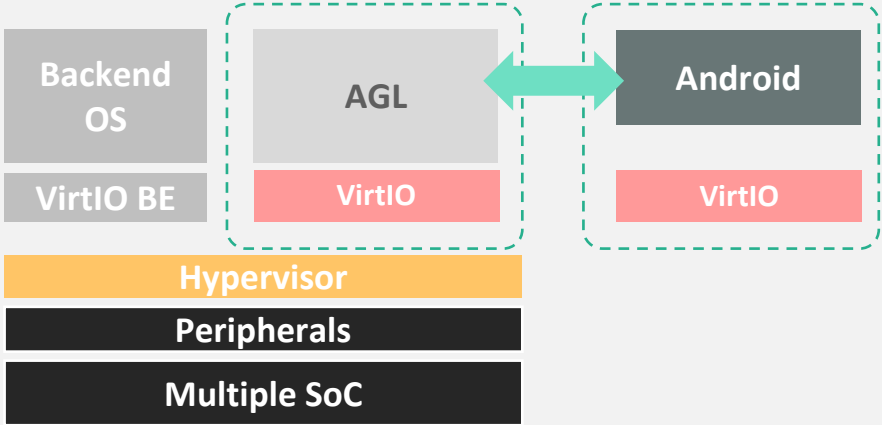 Backend
OS
AGL
Android
VirtIO BE
VirtIO
VirtIO
Hypervisor
Peripherals
Multiple SoC